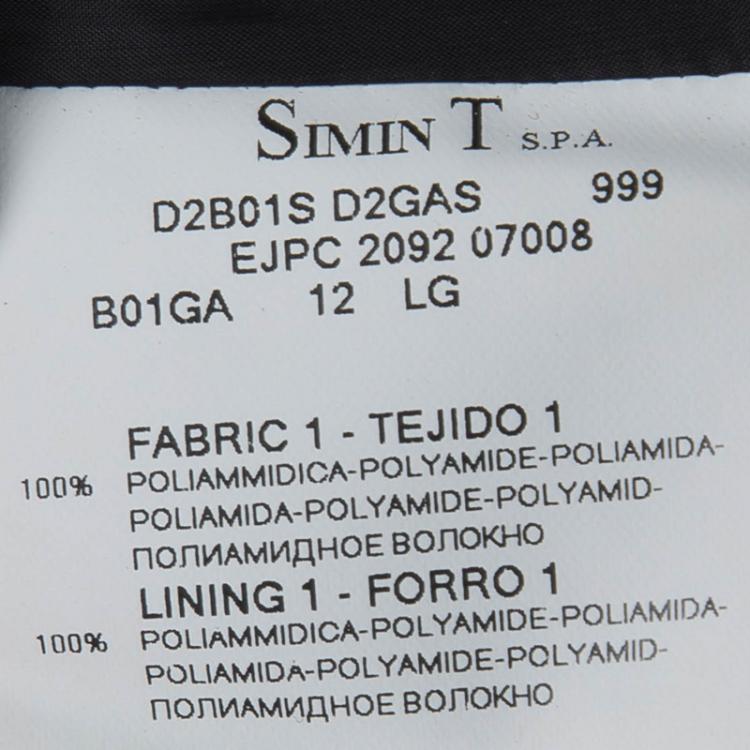 SIMIN T S.P.A.
D2B01S D2GAS 999
EJPC 2092 07008
B01GA 12 LG
FABRIC 1 - TEJIDO 1
100% POLIAMMIDICA-POLYAMIDE-POLIAMIDA-
POLIAMIDA-POLYAMIDE-POLYAMID-
ПОЛИАМИДНОЕ ВОЛОКНО
LINING 1 - FORRO 1
100% POLIAMMIDICA-POLYAMIDE-POLIAMIDA-
POLIAMIDA-POLYAMIDE-POLYAMID-
ПОЛИАМИДНОЕ ВОЛОКНО